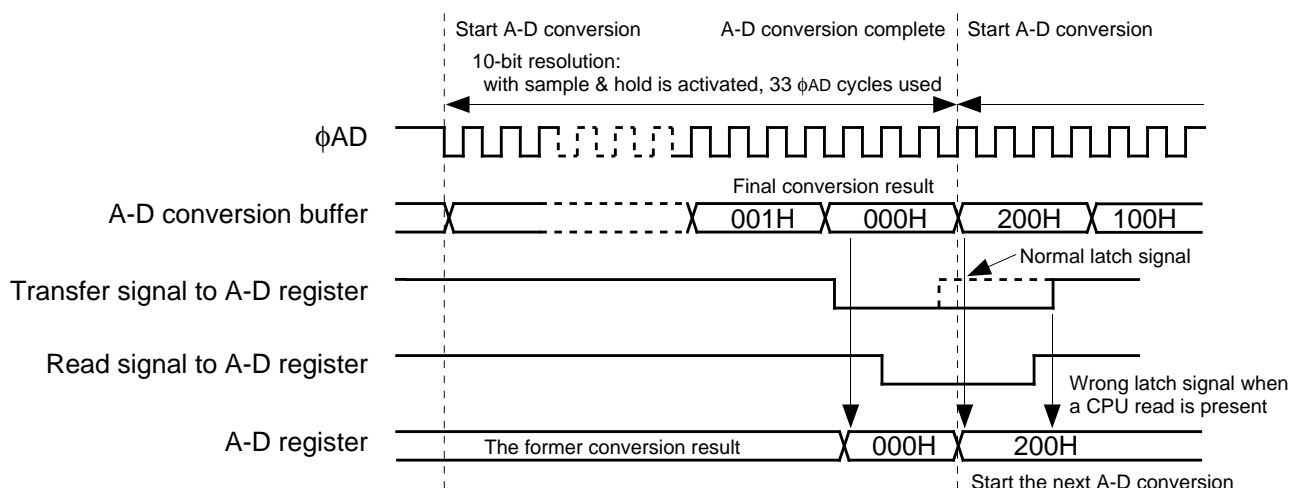 Start A-D conversion
A-D conversion complete
Start A-D conversion
10-bit resolution:
with sample & hold is activated, 33 ϕAD cycles used
ϕAD
Final conversion result
A-D conversion buffer
001H
000H
200H
100H
Normal latch signal
Transfer signal to A-D register
Read signal to A-D register
Wrong latch signal when
a CPU read is present
A-D register
The former conversion result
000H
200H
Start the next A-D conversion